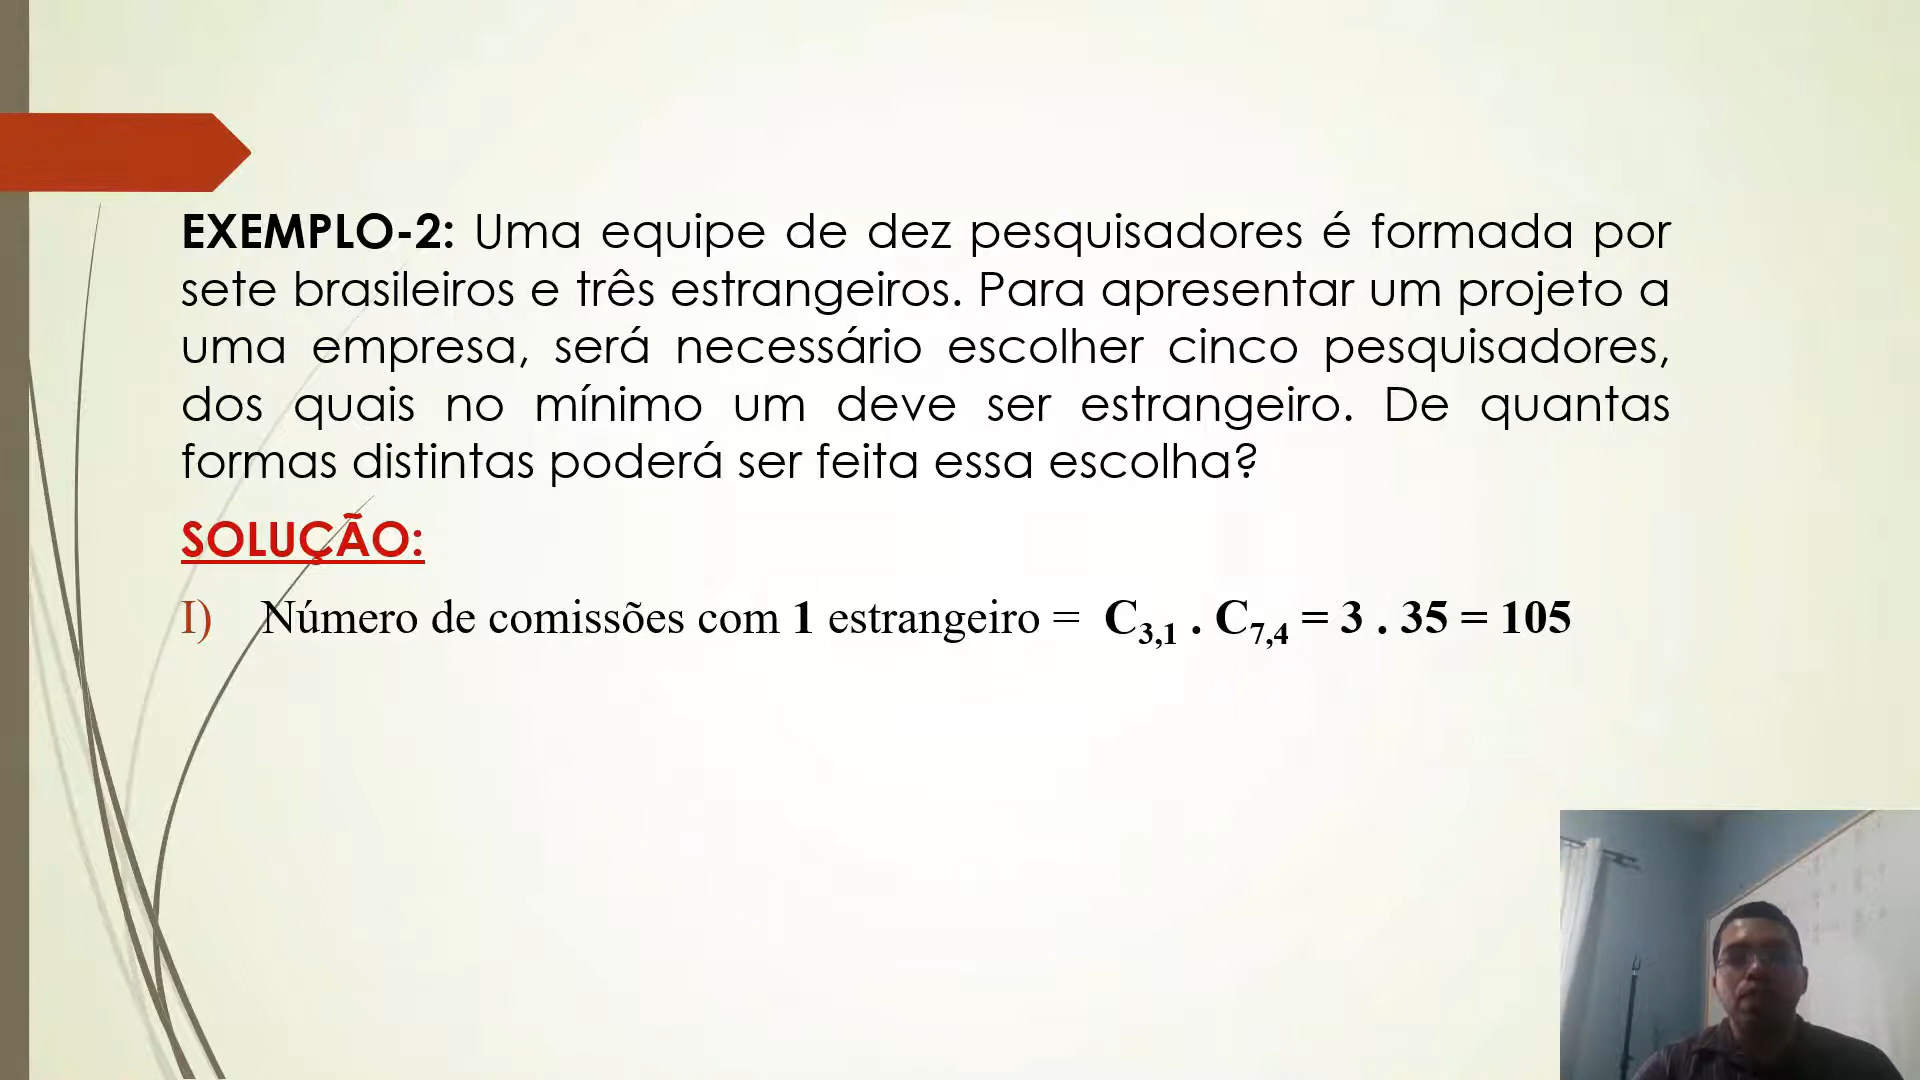 EXEMPLO-2: Uma equipe de dez pesquisadores é formada por
sete brasileiros e três estrangeiros. Para apresentar um projeto a
uma empresa, será necessário escolher cinco pesquisadores,
dos quais no mínimo um deve ser estrangeiro. De quantas
formas distintas poderá ser feita essa escolha?
SOLUÇÃO:
I) Número de comissões com 1 estrangeiro = C3,1 . C7,4 = 3 . 35 = 105